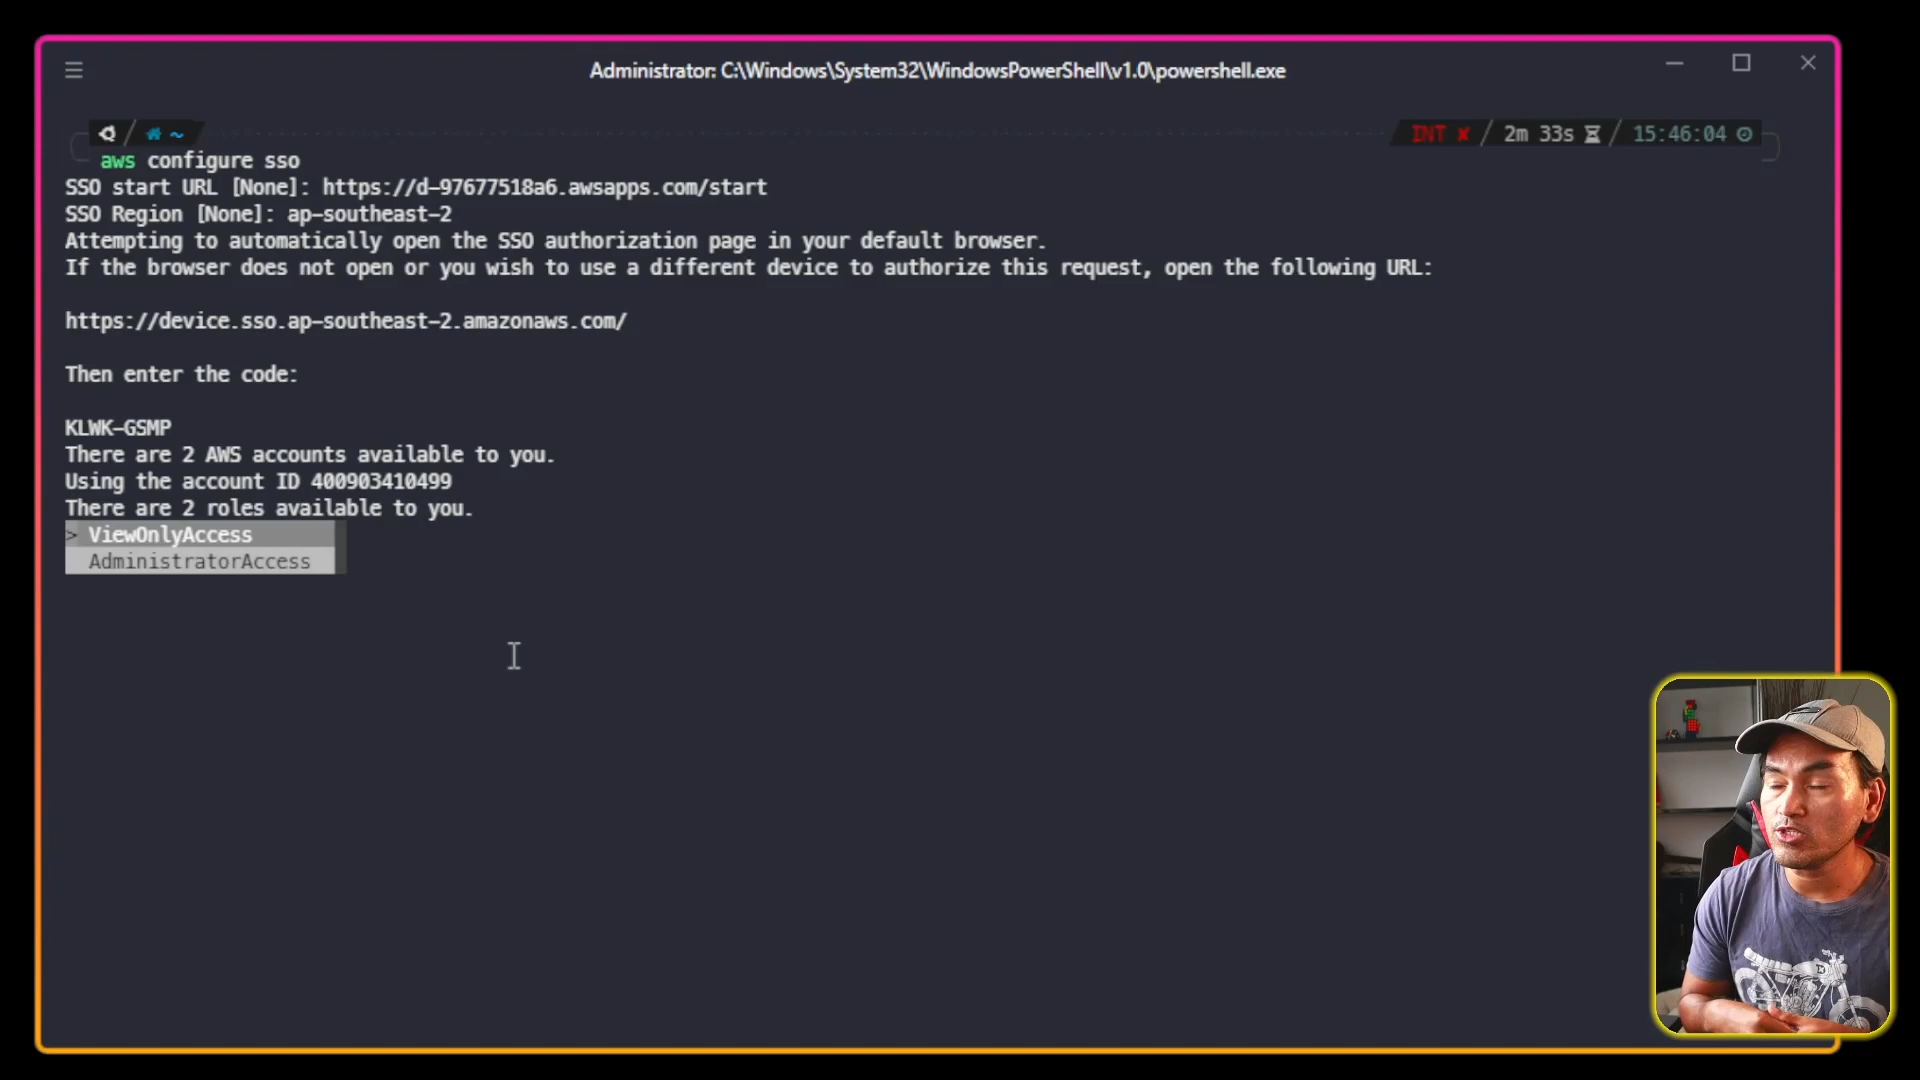 Administrator: C:\Windows\System32\WindowsPowerShell\v1.0\powershell.exe
~ INT ✘ 2m 33s 15:46:04
aws configure sso
SSO start URL [None]: https://d-97677518a6.awsapps.com/start
SSO Region [None]: ap-southeast-2
Attempting to automatically open the SSO authorization page in your default browser.
If the browser does not open or you wish to use a different device to authorize this request, open the following URL:
https://device.sso.ap-southeast-2.amazonaws.com/
Then enter the code:
KLWK-GSMP
There are 2 AWS accounts available to you.
Using the account ID 400903410499
There are 2 roles available to you.
> ViewOnlyAccess
AdministratorAccess